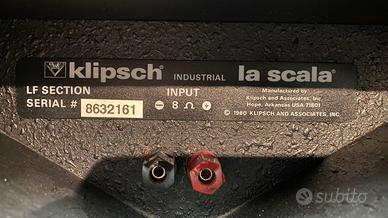 klipsch® INDUSTRIAL la scala®
LF SECTION
SERIAL # 8632161
INPUT
⊖ 8 Ω ⊕
Manufactured by
Klipsch and Associates, Inc.
Hope, Arkansas USA 71801
© 1980 KLIPSCH AND ASSOCIATES, INC.
subito